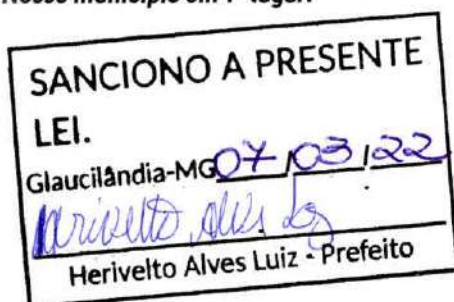 Nosso município em 1º lugar!
SANCIONO A PRESENTE
LEI.
Glaucilândia-MG 07/03/22
Herivelto Alves Luiz
Herivelto Alves Luiz - Prefeito